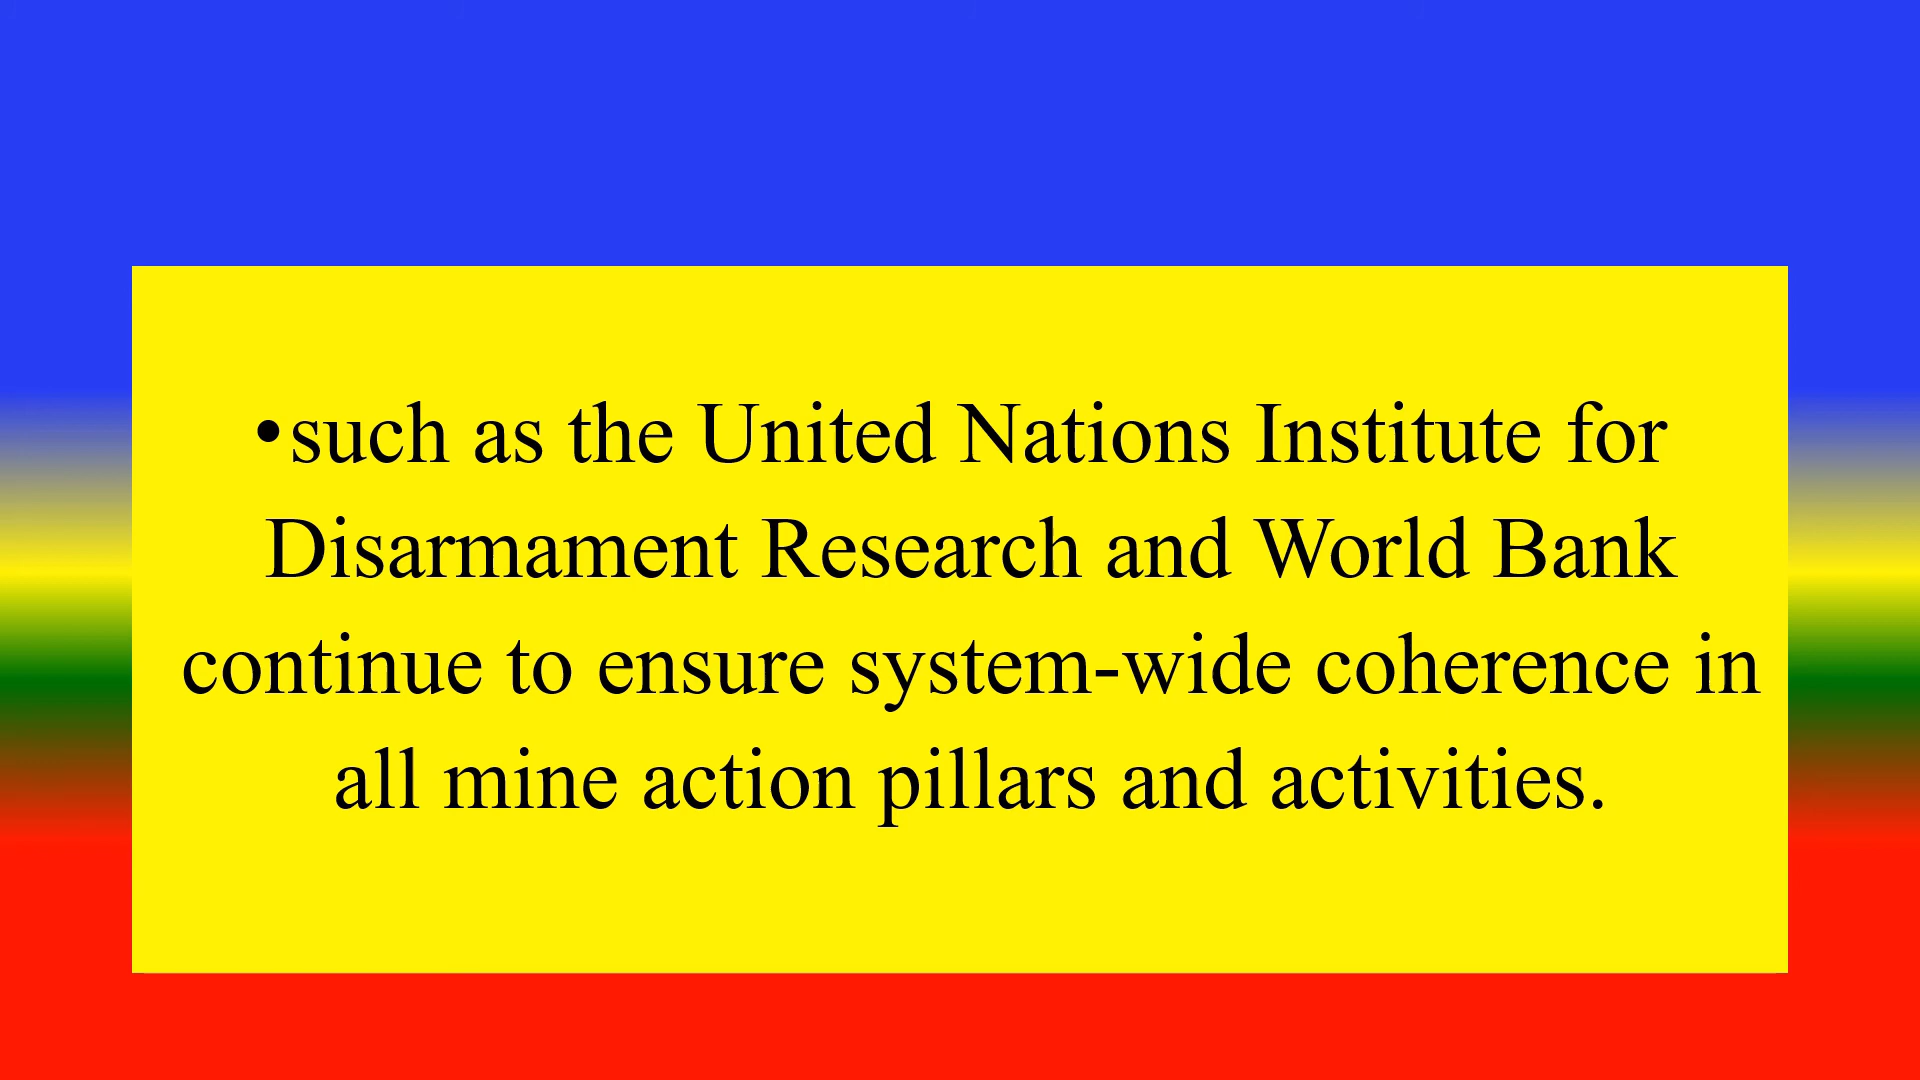 •such as the United Nations Institute for
Disarmament Research and World Bank
continue to ensure system-wide coherence in
all mine action pillars and activities.